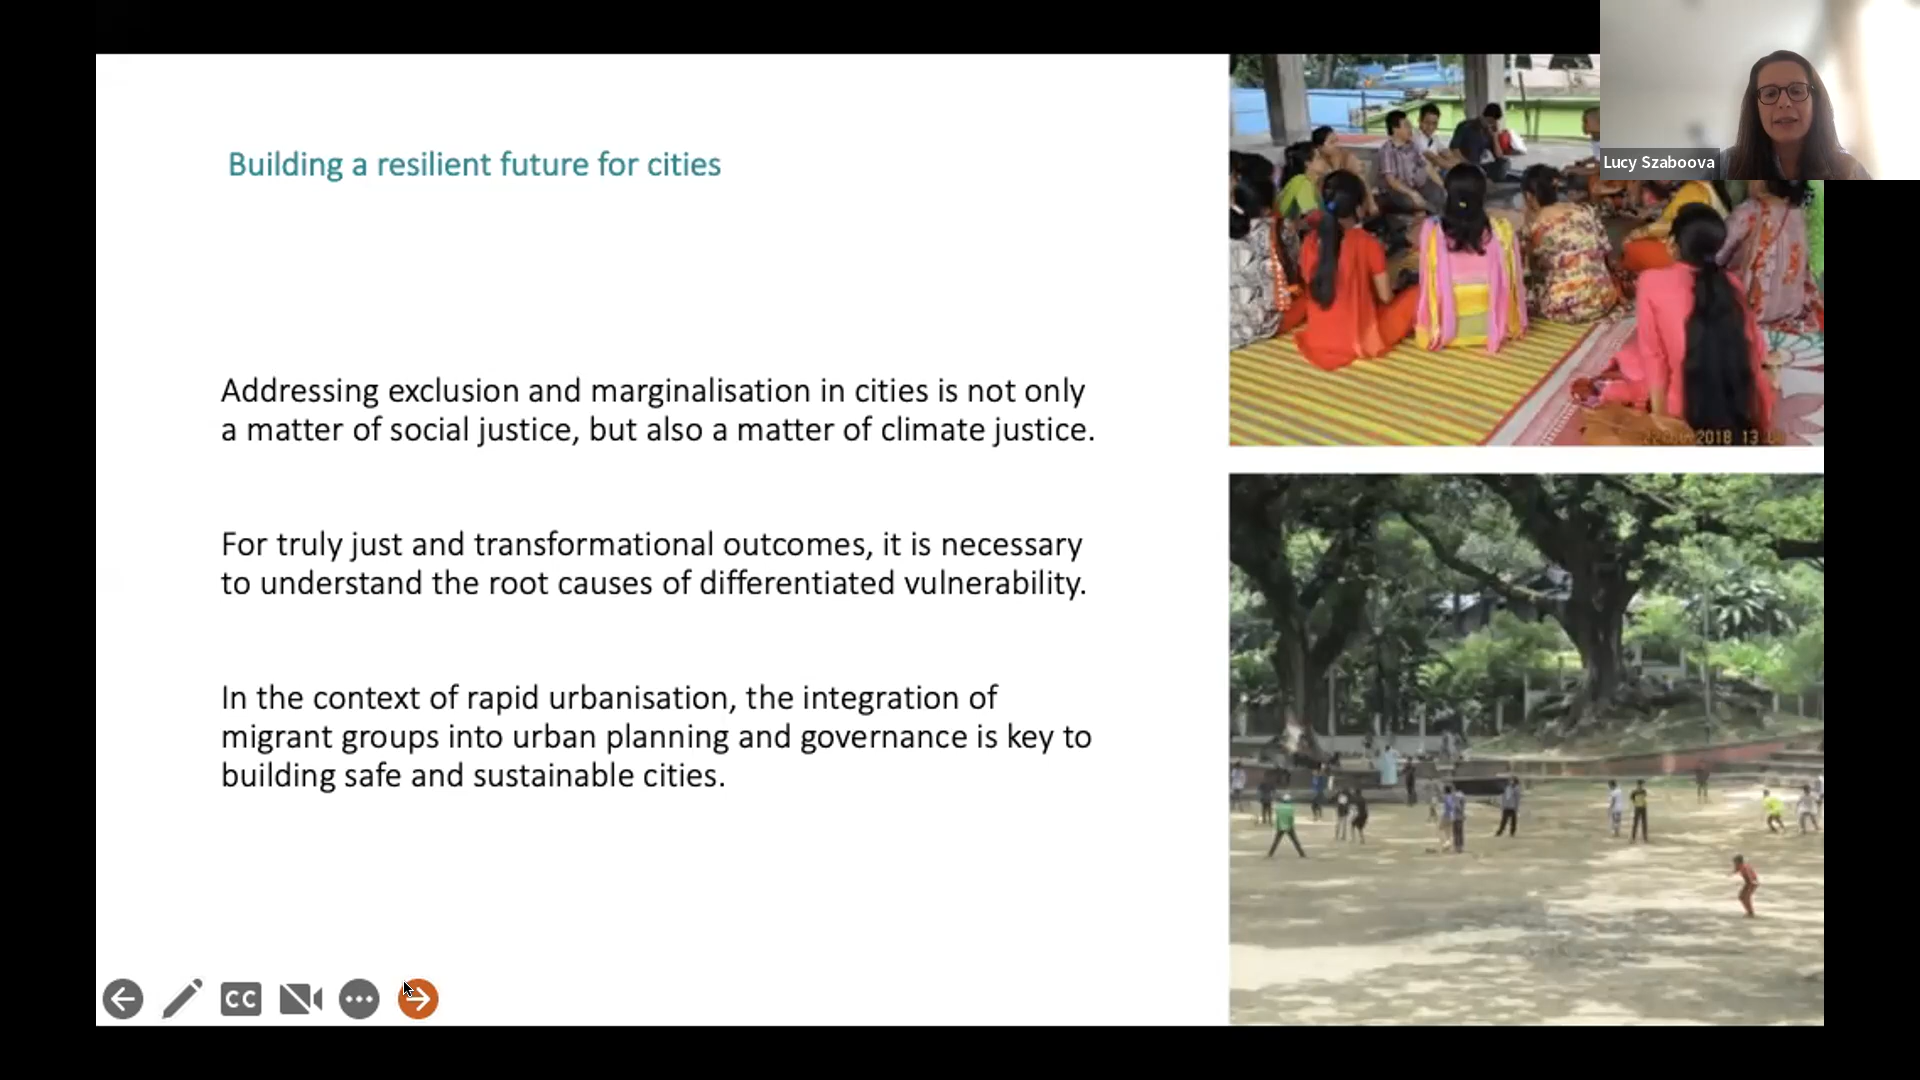 Building a resilient future for cities
Lucy Szaboova
Addressing exclusion and marginalisation in cities is not only
a matter of social justice, but also a matter of climate justice.
2018 13
For truly just and transformational outcomes, it is necessary
to understand the root causes of differentiated vulnerability.
In the context of rapid urbanisation, the integration of
migrant groups into urban planning and governance is key to
building safe and sustainable cities.
CC